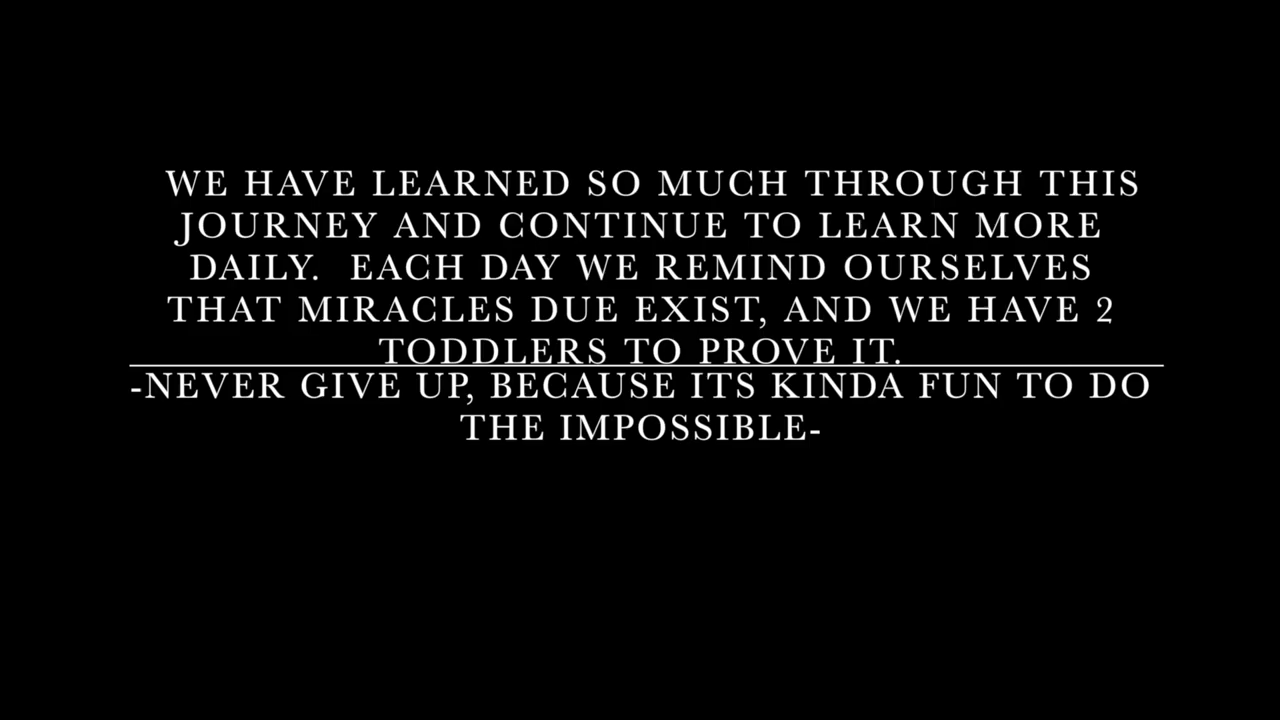 WE HAVE LEARNED SO MUCH THROUGH THIS
JOURNEY AND CONTINUE TO LEARN MORE
DAILY.  EACH DAY WE REMIND OURSELVES
THAT MIRACLES DUE EXIST, AND WE HAVE 2
TODDLERS TO PROVE IT.
-NEVER GIVE UP, BECAUSE ITS KINDA FUN TO DO
THE IMPOSSIBLE-